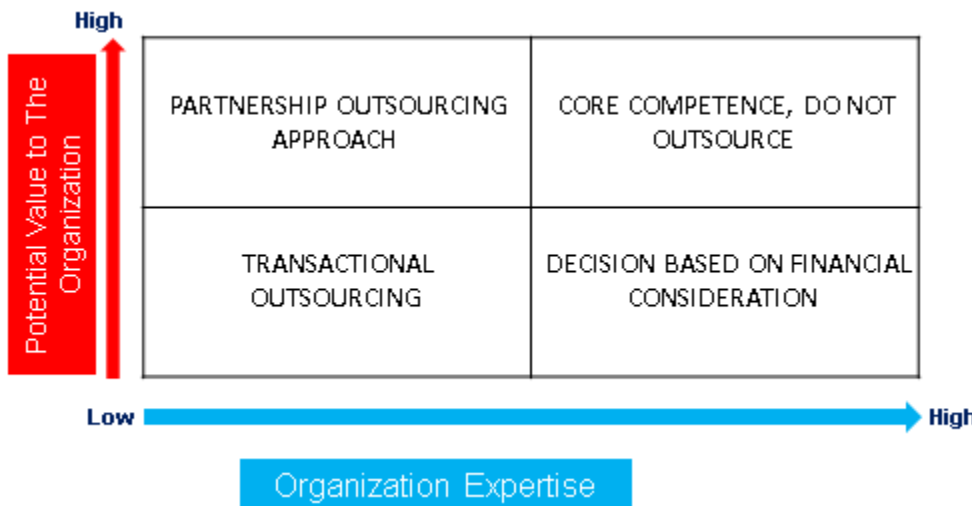 High
Potential Value to The
Organization
PARTNERSHIP OUTSOURCING
APPROACH
CORE COMPETENCE, DO NOT
OUTSOURCE
TRANSACTIONAL
OUTSOURCING
DECISION BASED ON FINANCIAL
CONSIDERATION
Low
High
Organization Expertise